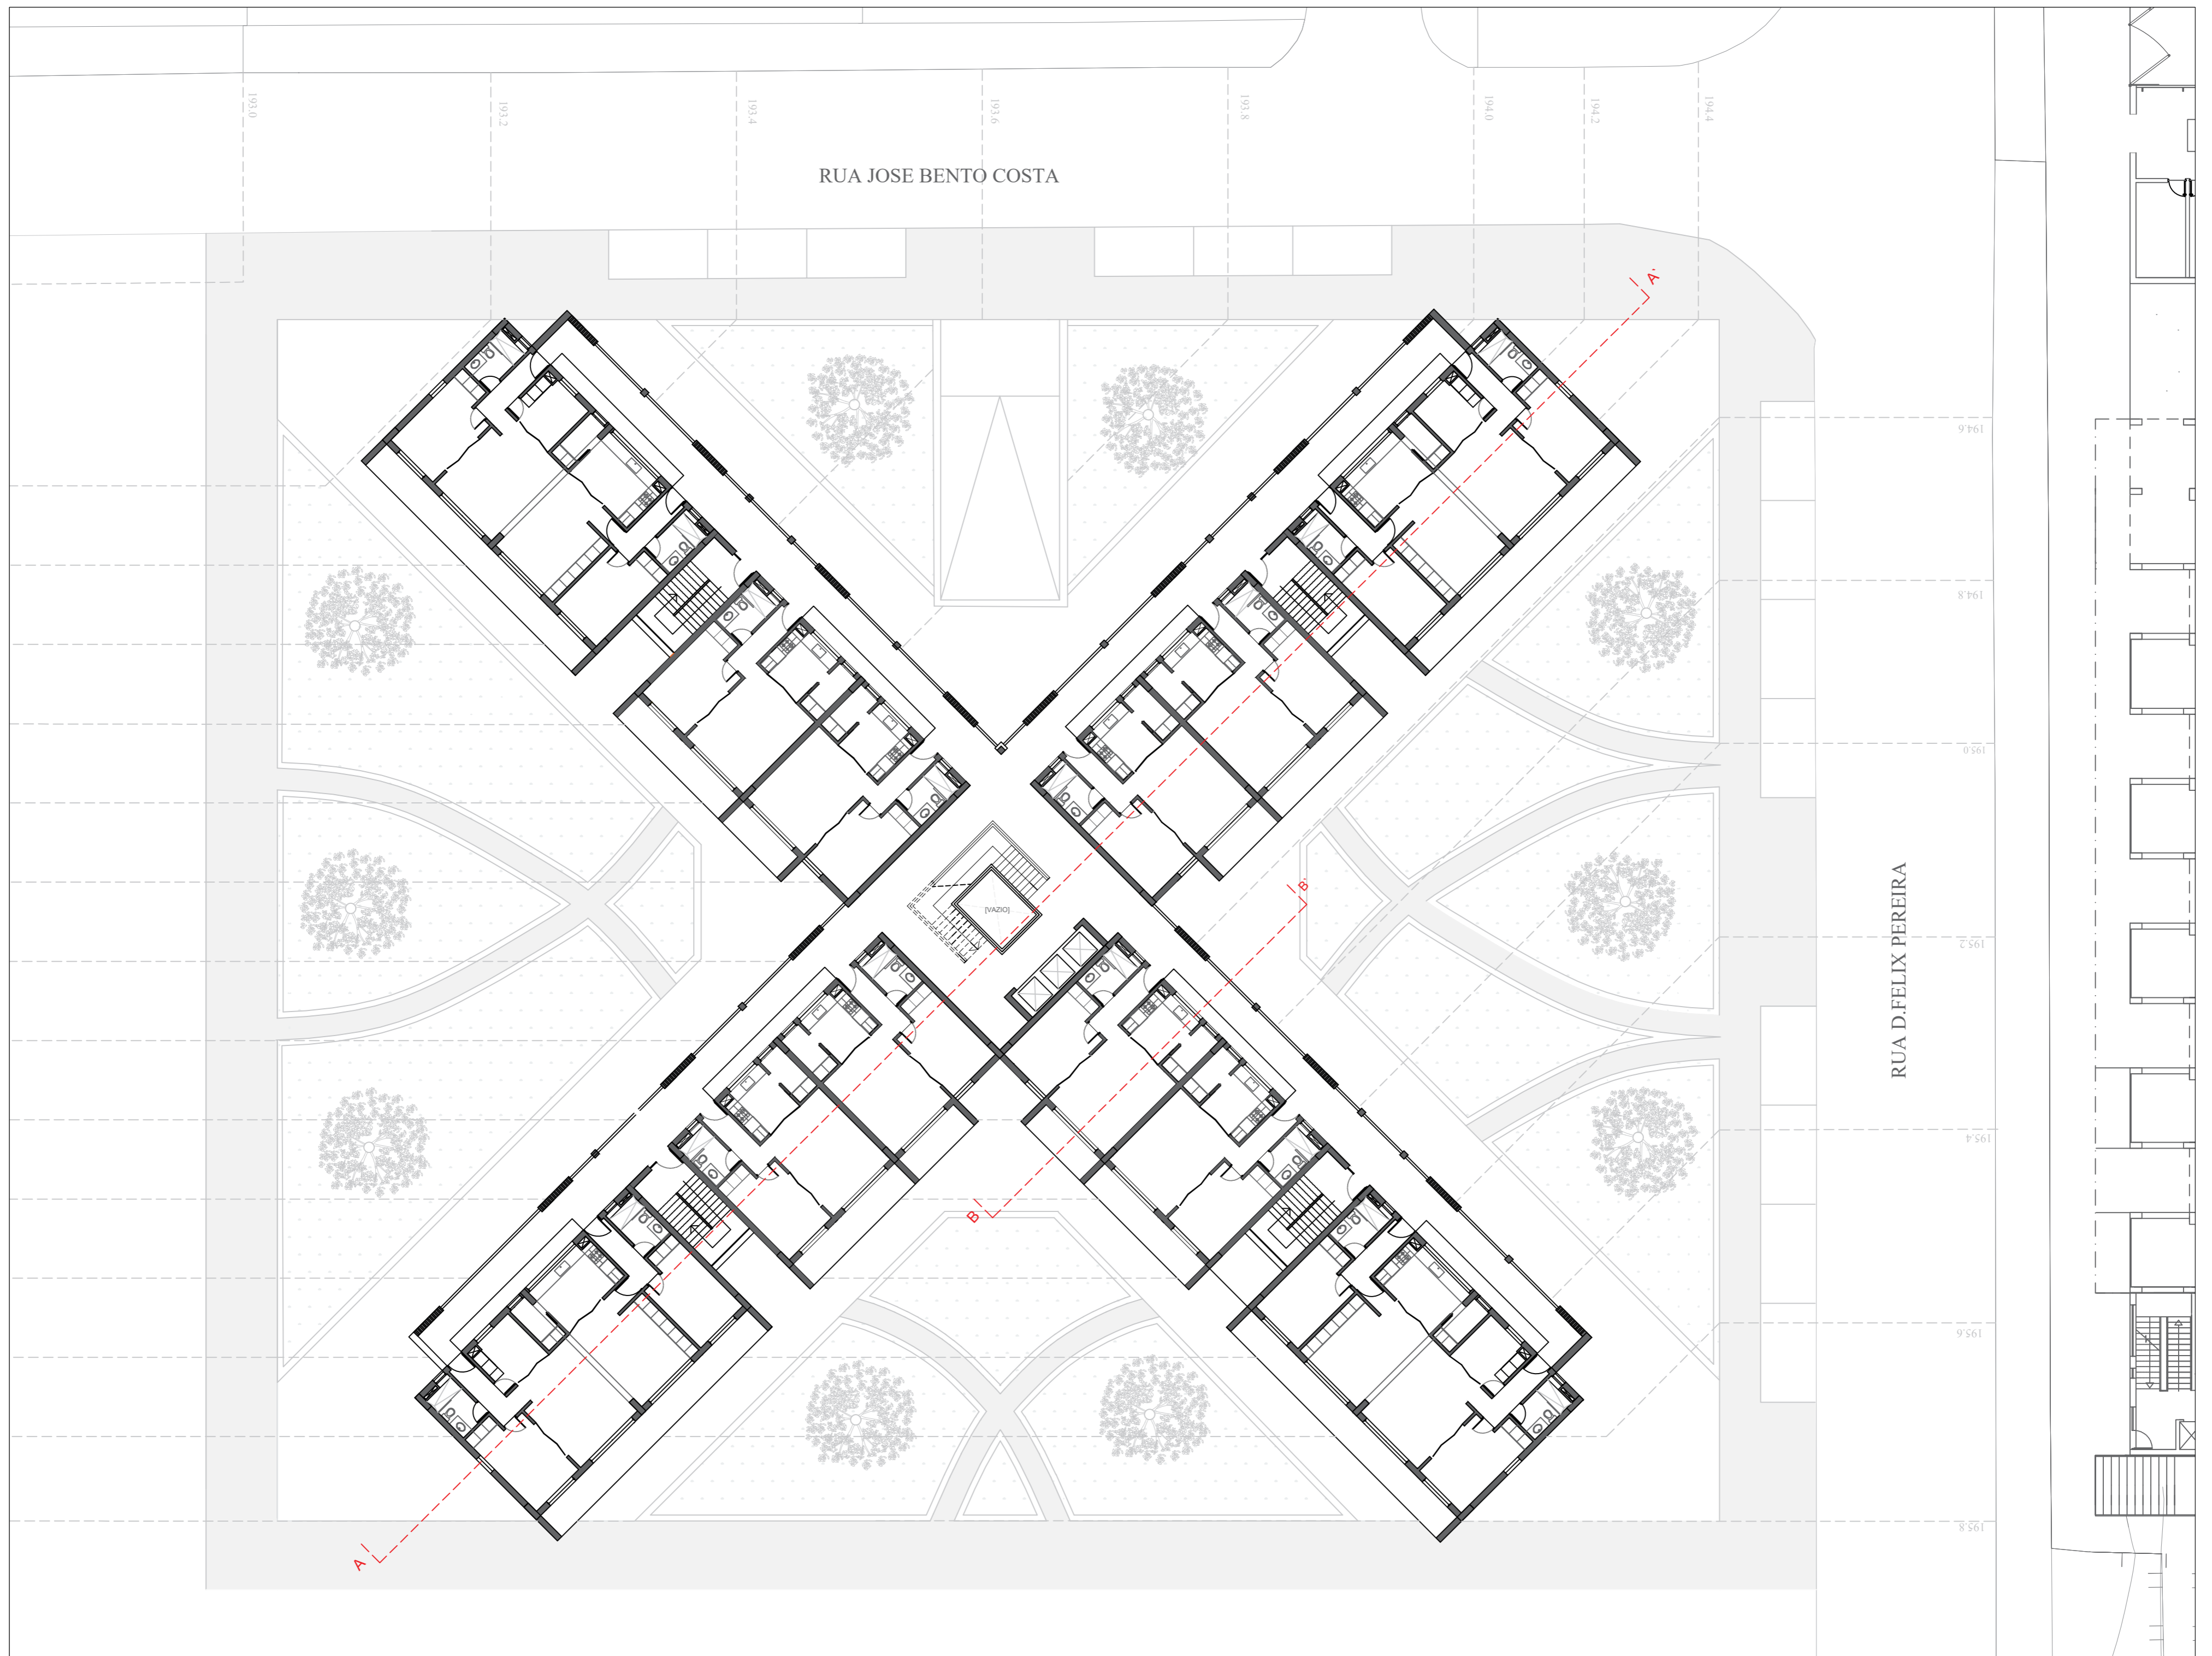 193.0
193.2
193.4
193.6
193.8
194.0
194.2
194.4
RUA JOSE BENTO COSTA
A'
194.6
194.8
195.0
B'
[VAZIO]
RUA D.FELIX PEREIRA
195.2
195.4
B
195.6
195.8
A